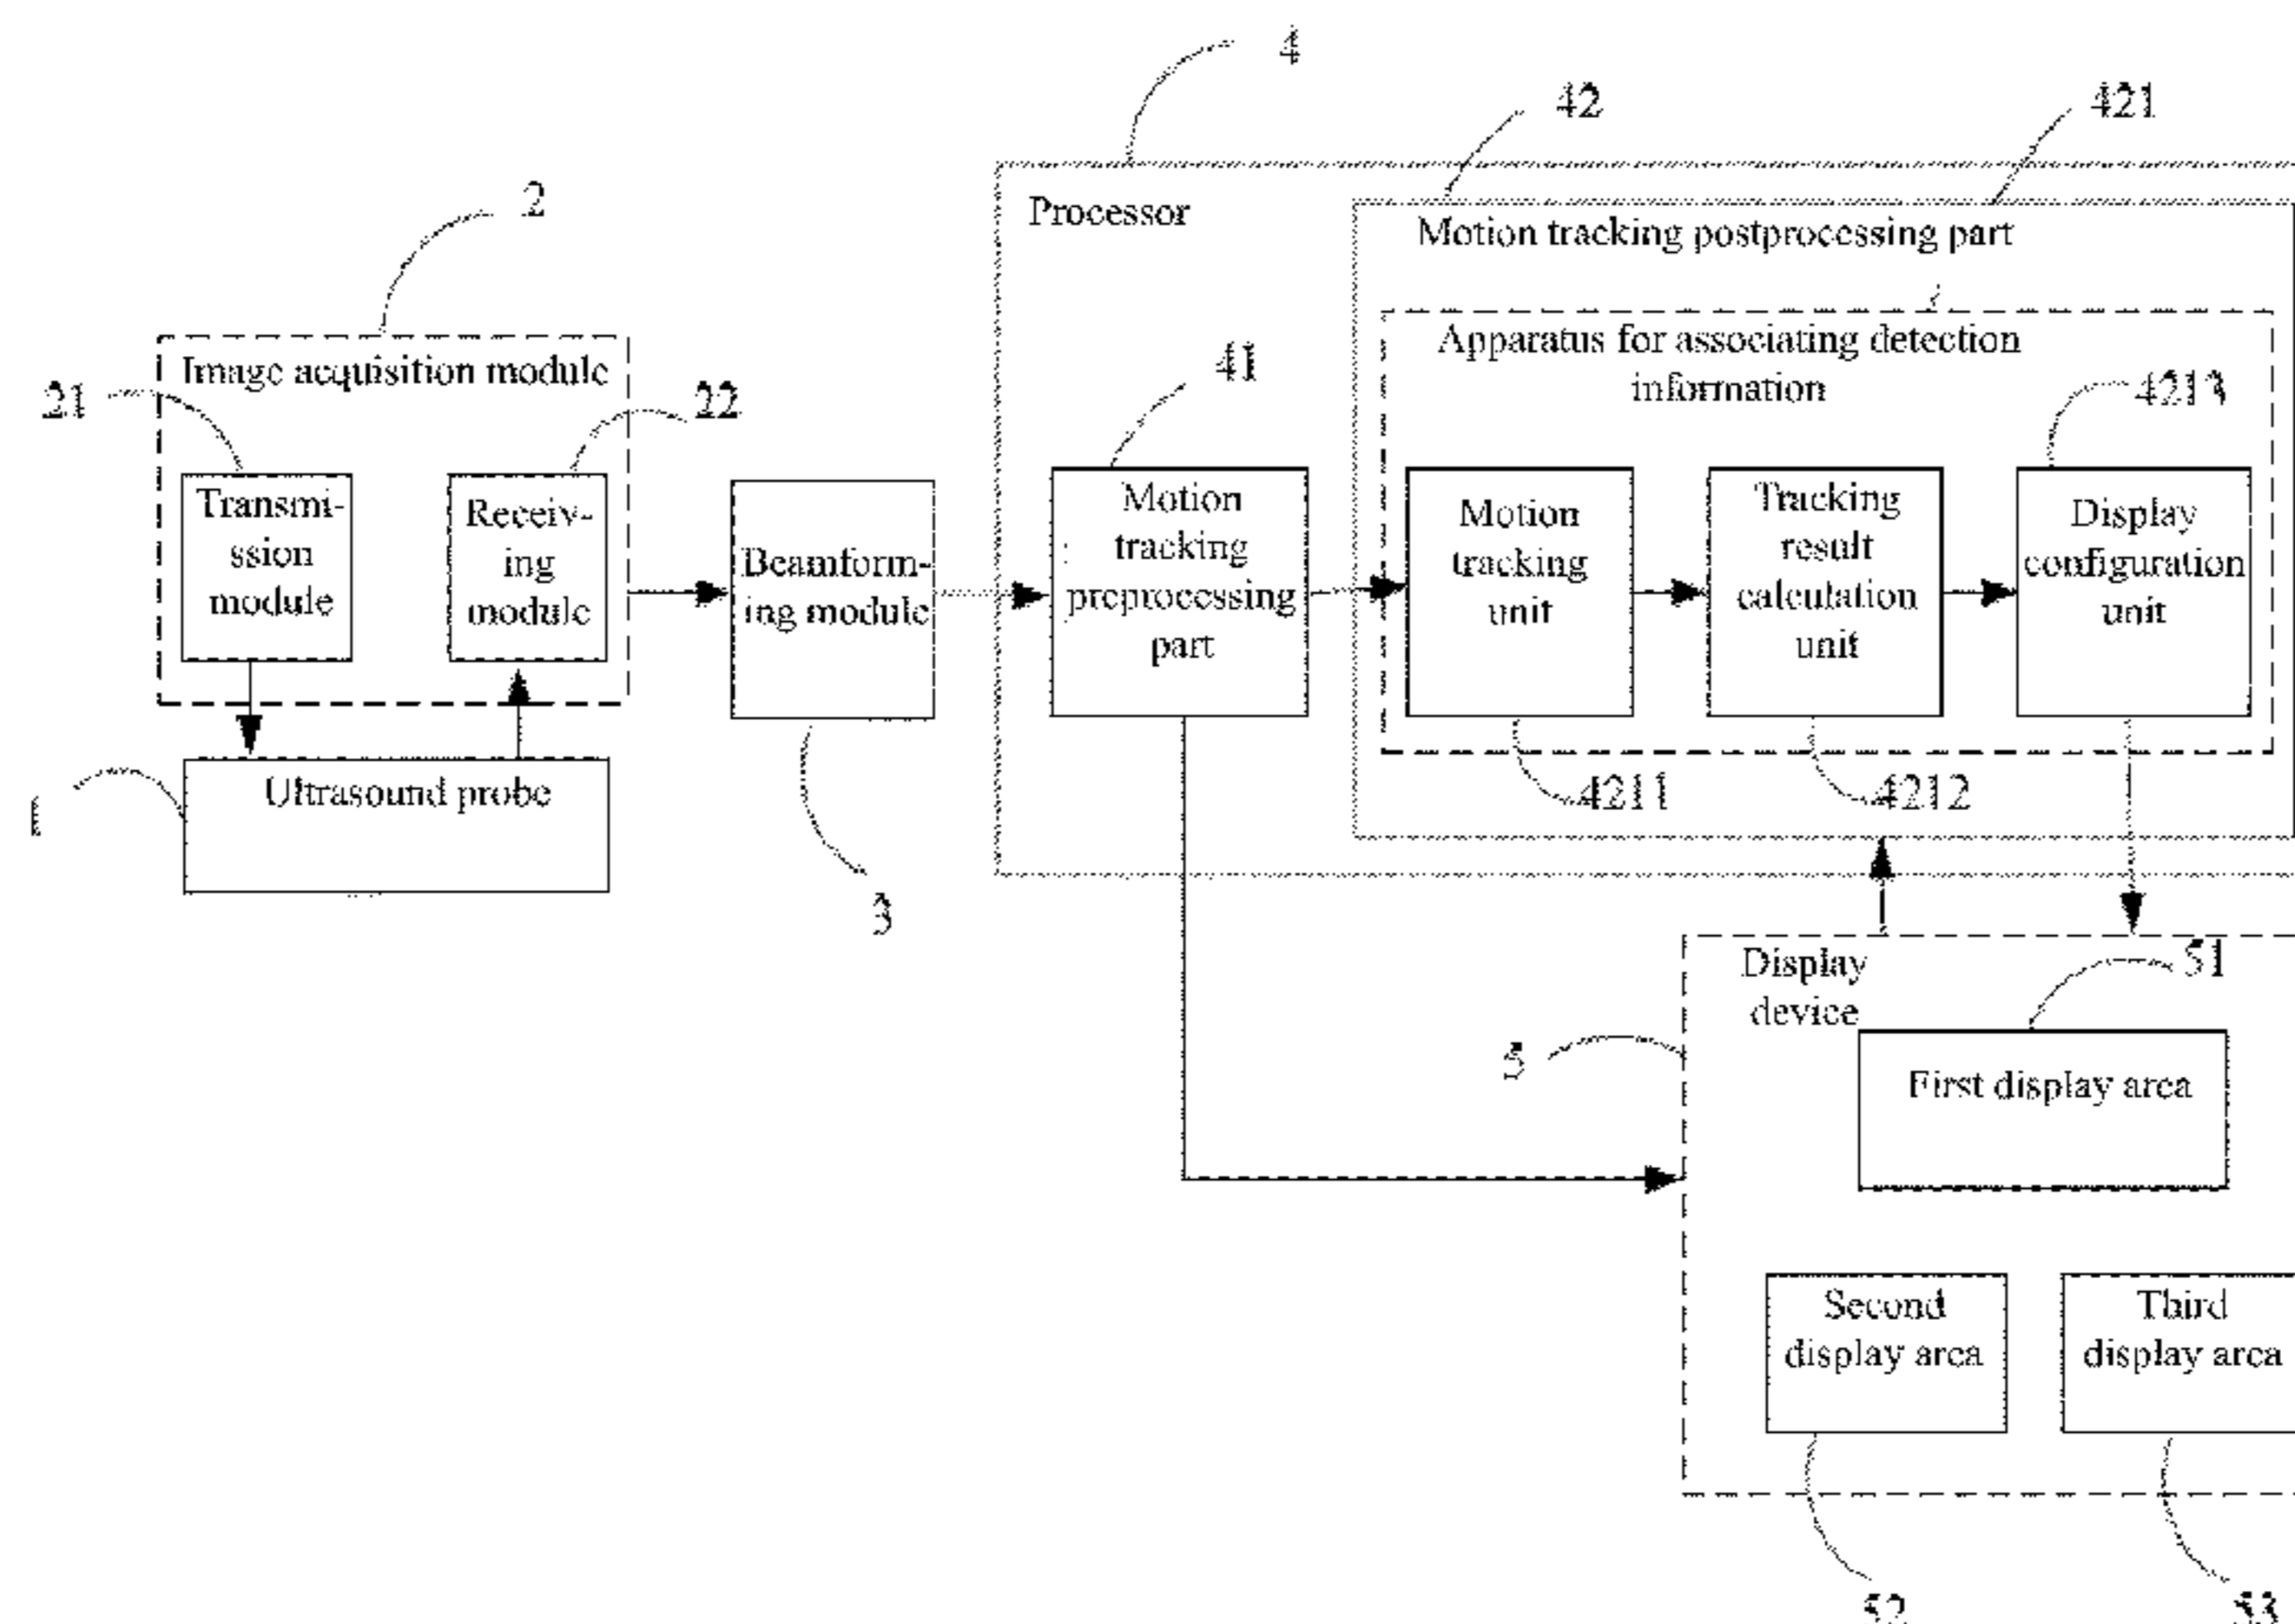 4
42
421
2
Processor
Motion tracking postprocessing part
Image acquisition module
21
22
41
Apparatus for associating detection
information
4213
Transmi-
ssion
module
Receiv-
ing
module
Beamform-
ing module
Motion
tracking
preprocessing
part
Motion
tracking
unit
Tracking
result
calculation
unit
Display
configuration
unit
1
Ultrasound probe
3
4211
4212
Display
device
51
5
First display area
Second
display area
Third
display area
52
53